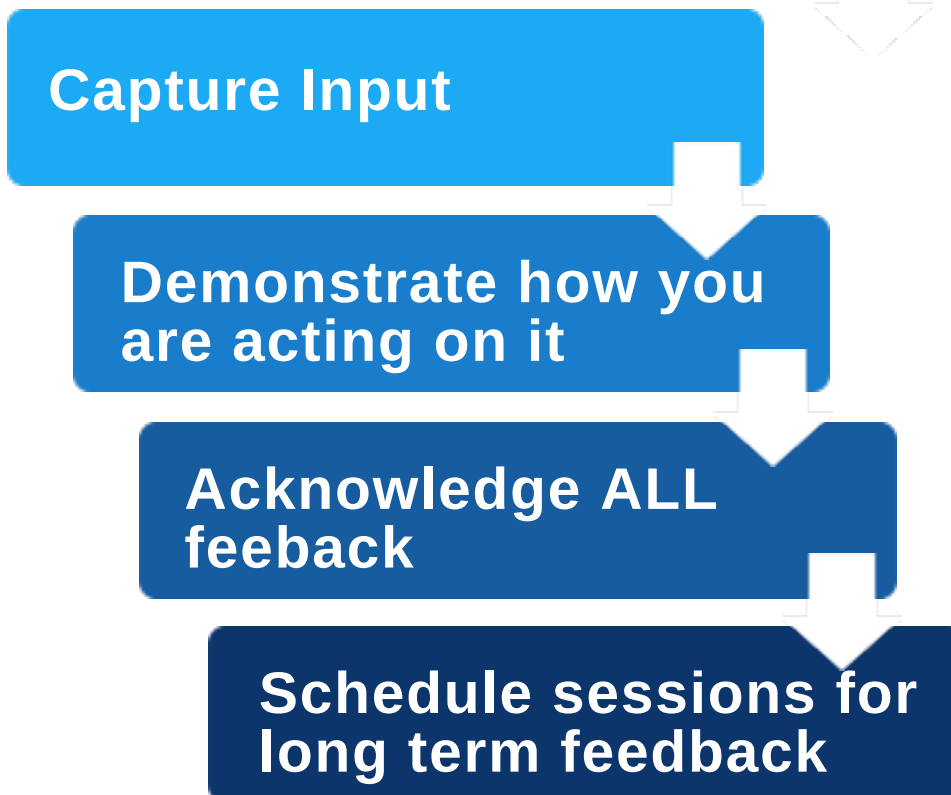 Capture Input
Demonstrate how you
are acting on it
Acknowledge ALL
feeback
Schedule sessions for
long term feedback